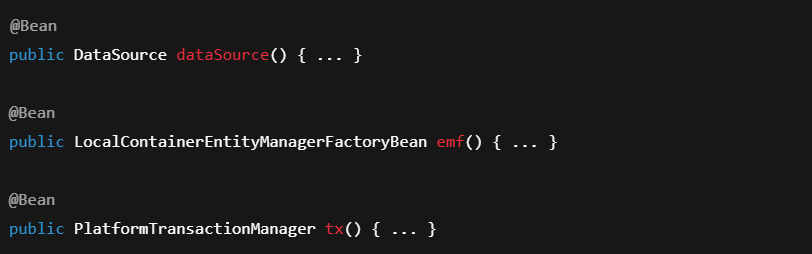 @Bean
public DataSource dataSource() { ... }
@Bean
public LocalContainerEntityManagerFactoryBean emf() { ... }
@Bean
public PlatformTransactionManager tx() { ... }